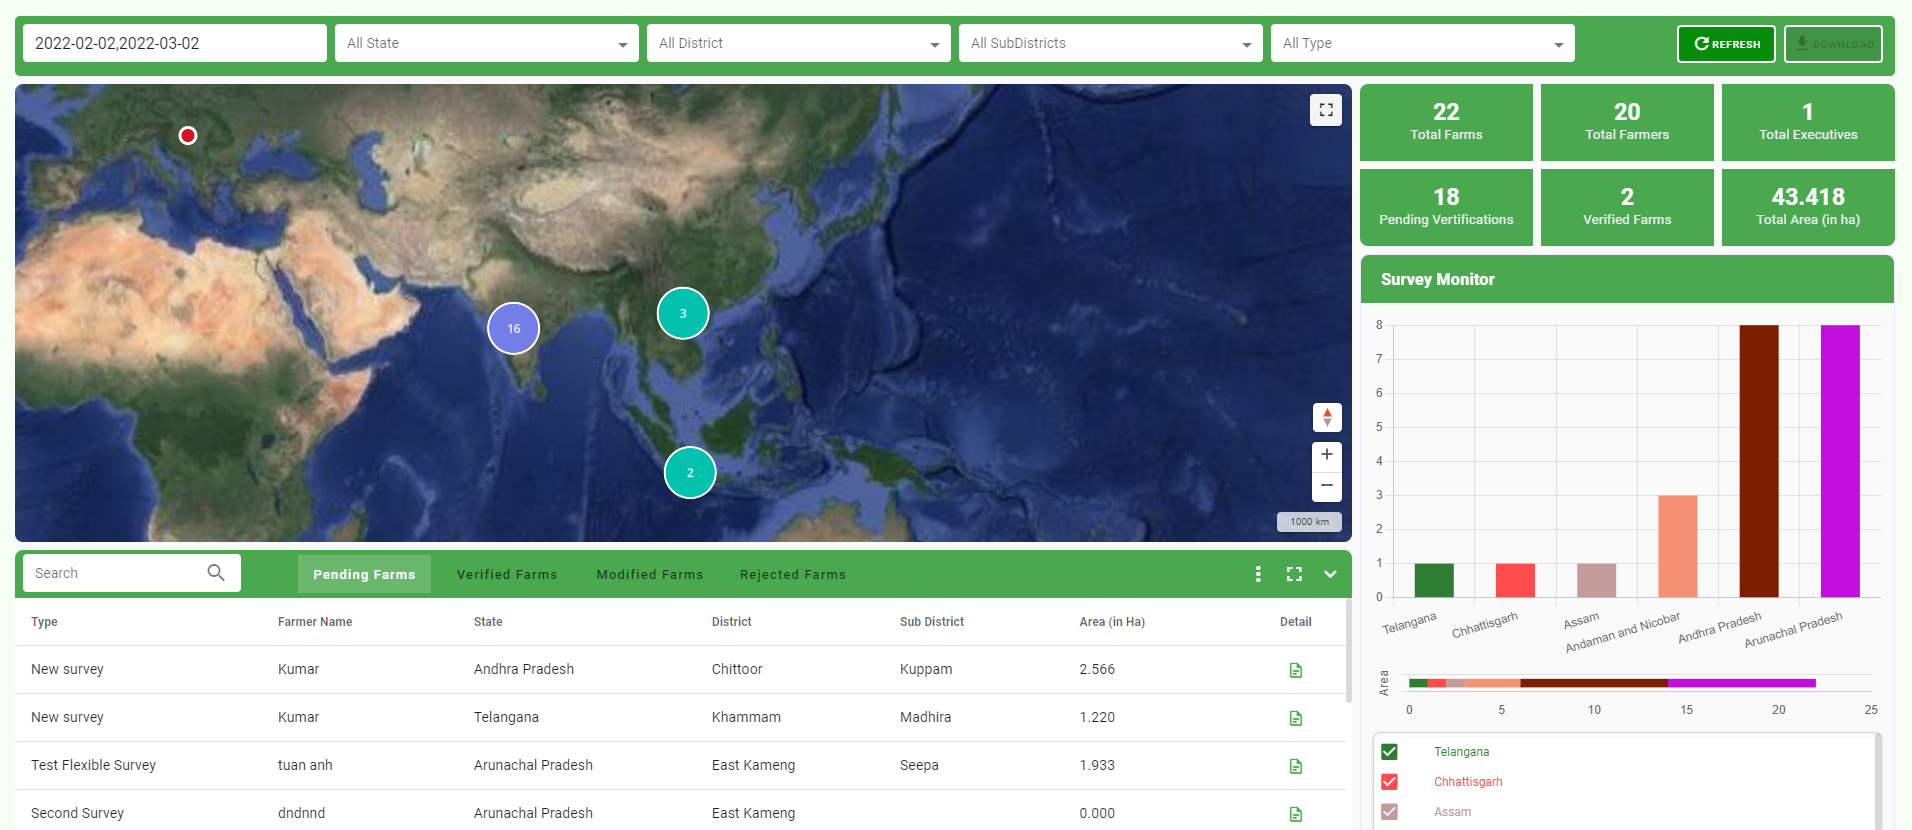 2022-02-02,2022-03-02
All State
All District
All SubDistricts
All Type
REFRESH
DOWNLOAD
16
3
2
1000 km
22
Total Farms
20
Total Farmers
1
Total Executives
18
Pending Vertifications
2
Verified Farms
43.418
Total Area (in ha)
Survey Monitor
8
7
6
5
4
3
2
1
0
Telangana
Chhattisgarh
Assam
Andaman and Nicobar
Andhra Pradesh
Arunachal Pradesh
Area
0 5 10 15 20 25
Telangana
Chhattisgarh
Assam
Search
Pending Farms
Verified Farms
Modified Farms
Rejected Farms
Type Farmer Name State District Sub District Area (in Ha) Detail
New survey Kumar Andhra Pradesh Chittoor Kuppam 2.566
New survey Kumar Telangana Khammam Madhira 1.220
Test Flexible Survey tuan anh Arunachal Pradesh East Kameng Seepa 1.933
Second Survey dndnnd Arunachal Pradesh East Kameng 0.000